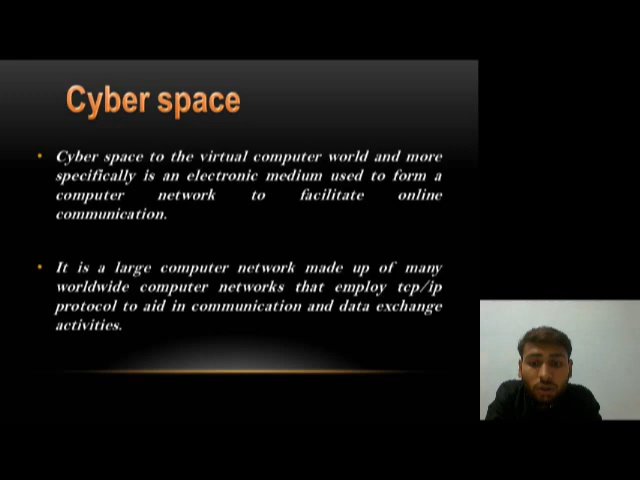 Cyber space
• Cyber space to the virtual computer world and more
specifically is an electronic medium used to form a
computer network to facilitate online
communication.
• It is a large computer network made up of many
worldwide computer networks that employ tcp/ip
protocol to aid in communication and data exchange
activities.